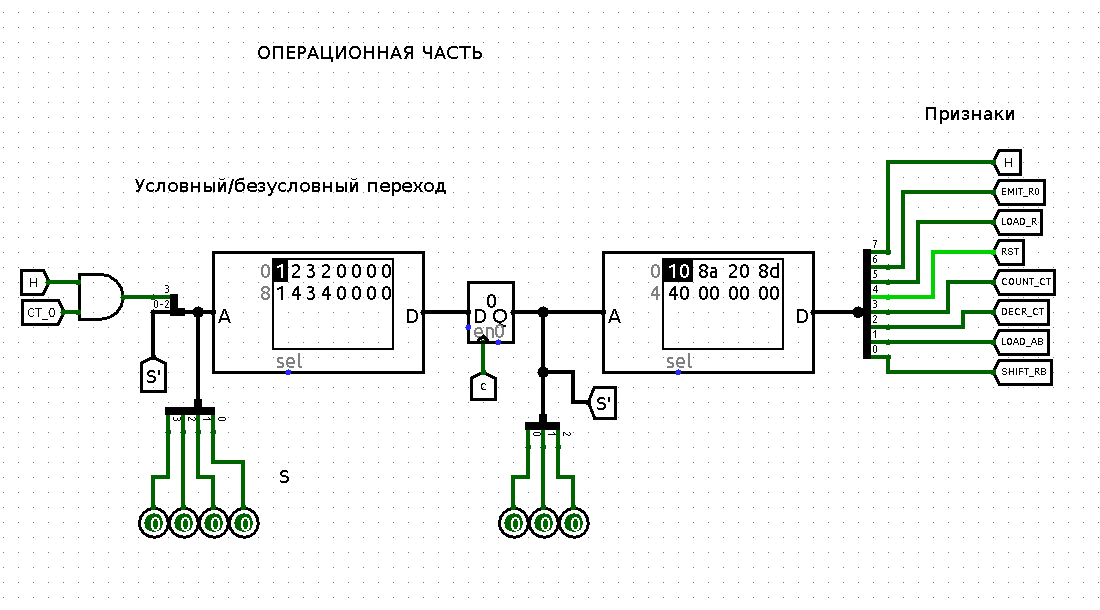 ОПЕРАЦИОННАЯ ЧАСТЬ
Признаки
Условный/безусловный переход
H
EMIT_R0
LOAD_R
RST
COUNT_CT
DECR_CT
LOAD_AB
SHIFT_RB
7
6
5
4
3
2
1
0
H
CT_0
3
0-2
S'
A
0 1 2 3 2 0 0 0 0
8 1 4 3 4 0 0 0 0
D
sel
0
D Q
en 0
c
A
0 10 8a 20 8d
4 40 00 00 00
D
sel
S'
3 2 1 0
0 1 2
S
0 0 0 0
0 0 0